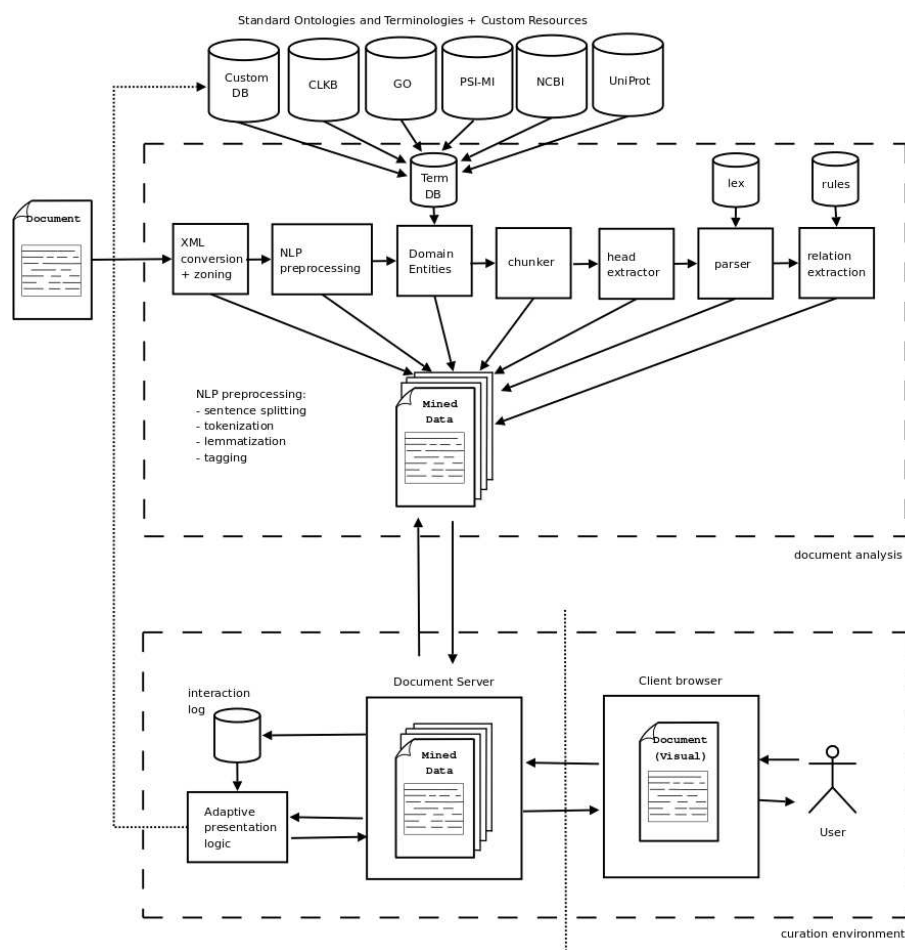 Standard Ontologies and Terminologies + Custom Resources
Custom
DB
CLKB
GO
PSI-MI
NCBI
UniProt
Term
DB
lex
rules
Document
XML
conversion
+ zoning
NLP
preprocessing
Domain
Entities
chunker
head
extractor
parser
relation
extraction
NLP preprocessing:
- sentence splitting
- tokenization
- lemmatization
- tagging
Mined
Data
document analysis
interaction
log
Document Server
Client browser
Mined
Data
Document
(Visual)
Adaptive
presentation
logic
User
curation environment